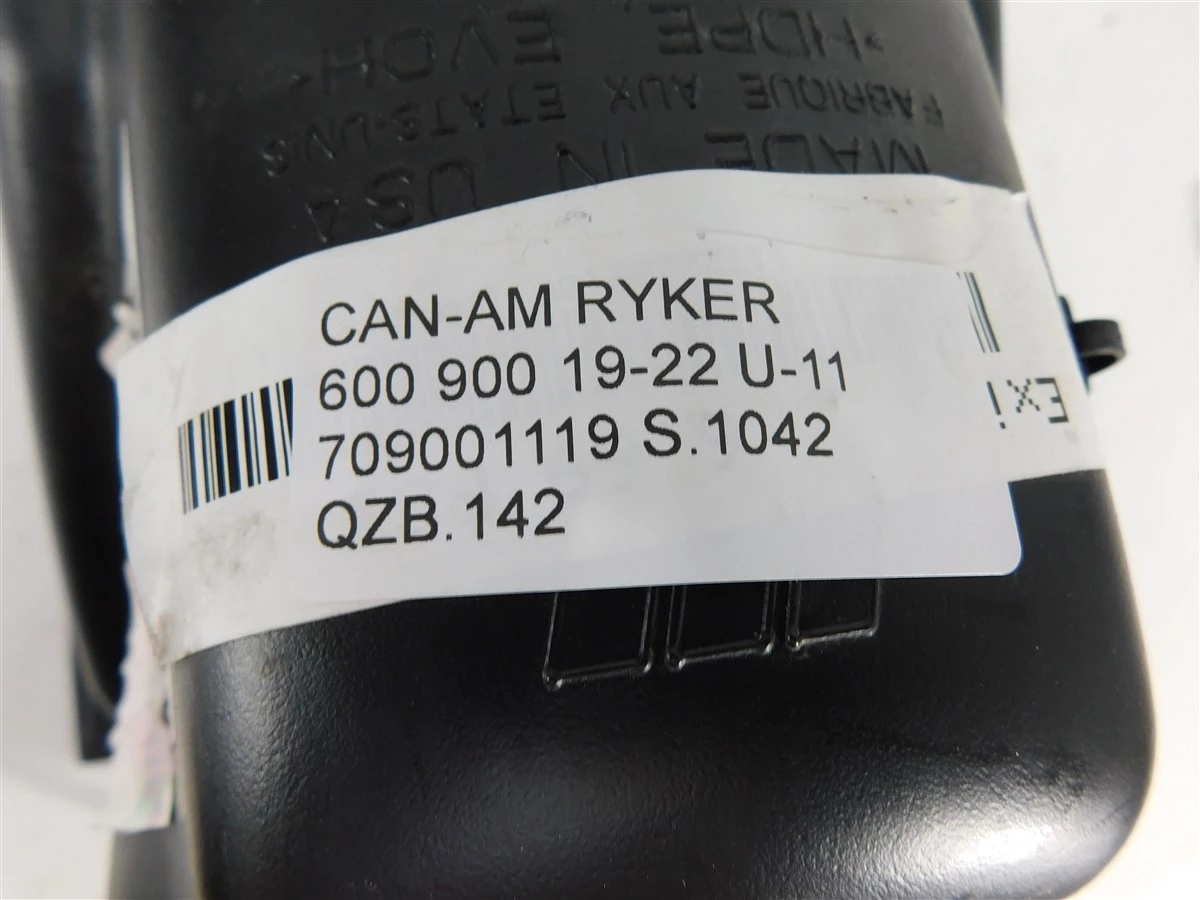 *HDPE, EVOH*
FABRIQUE AUX ETATS-UNIS
MADE IN USA
CAN-AM RYKER
600 900 19-22 U-11
709001119 S.1042
QZB.142
Exi